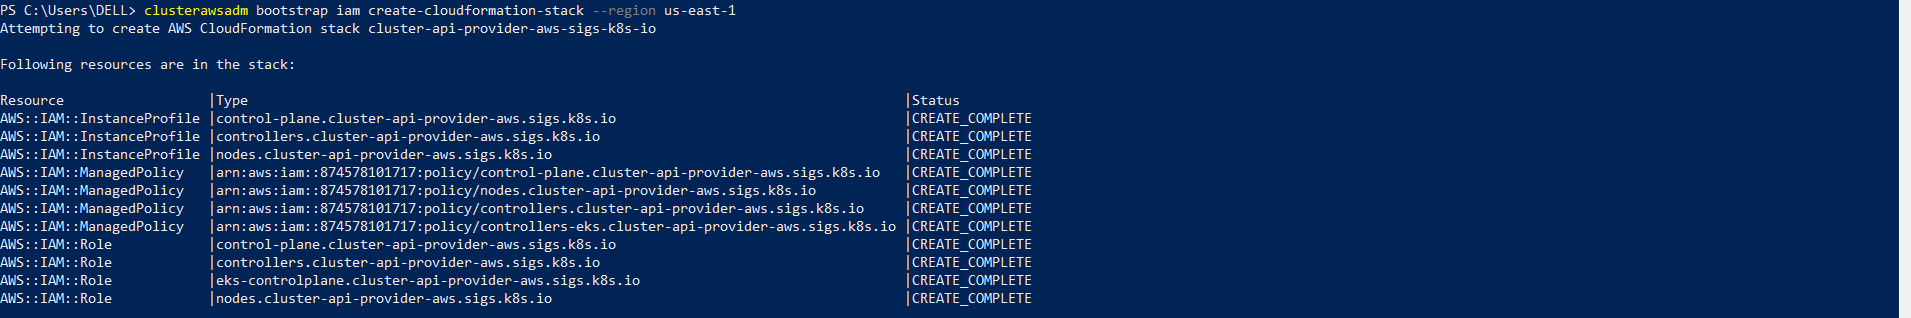 PS C:\Users\DELL> clusterawsadm bootstrap iam create-cloudformation-stack --region us-east-1
Attempting to create AWS CloudFormation stack cluster-api-provider-aws-sigs-k8s-io
Following resources are in the stack:
Resource |Type |Status
AWS::IAM::InstanceProfile |control-plane.cluster-api-provider-aws.sigs.k8s.io |CREATE_COMPLETE
AWS::IAM::InstanceProfile |controllers.cluster-api-provider-aws.sigs.k8s.io |CREATE_COMPLETE
AWS::IAM::InstanceProfile |nodes.cluster-api-provider-aws.sigs.k8s.io |CREATE_COMPLETE
AWS::IAM::ManagedPolicy |arn:aws:iam::874578101717:policy/control-plane.cluster-api-provider-aws.sigs.k8s.io |CREATE_COMPLETE
AWS::IAM::ManagedPolicy |arn:aws:iam::874578101717:policy/nodes.cluster-api-provider-aws.sigs.k8s.io |CREATE_COMPLETE
AWS::IAM::ManagedPolicy |arn:aws:iam::874578101717:policy/controllers.cluster-api-provider-aws.sigs.k8s.io |CREATE_COMPLETE
AWS::IAM::ManagedPolicy |arn:aws:iam::874578101717:policy/controllers-eks.cluster-api-provider-aws.sigs.k8s.io |CREATE_COMPLETE
AWS::IAM::Role |control-plane.cluster-api-provider-aws.sigs.k8s.io |CREATE_COMPLETE
AWS::IAM::Role |controllers.cluster-api-provider-aws.sigs.k8s.io |CREATE_COMPLETE
AWS::IAM::Role |eks-controlplane.cluster-api-provider-aws.sigs.k8s.io |CREATE_COMPLETE
AWS::IAM::Role |nodes.cluster-api-provider-aws.sigs.k8s.io |CREATE_COMPLETE